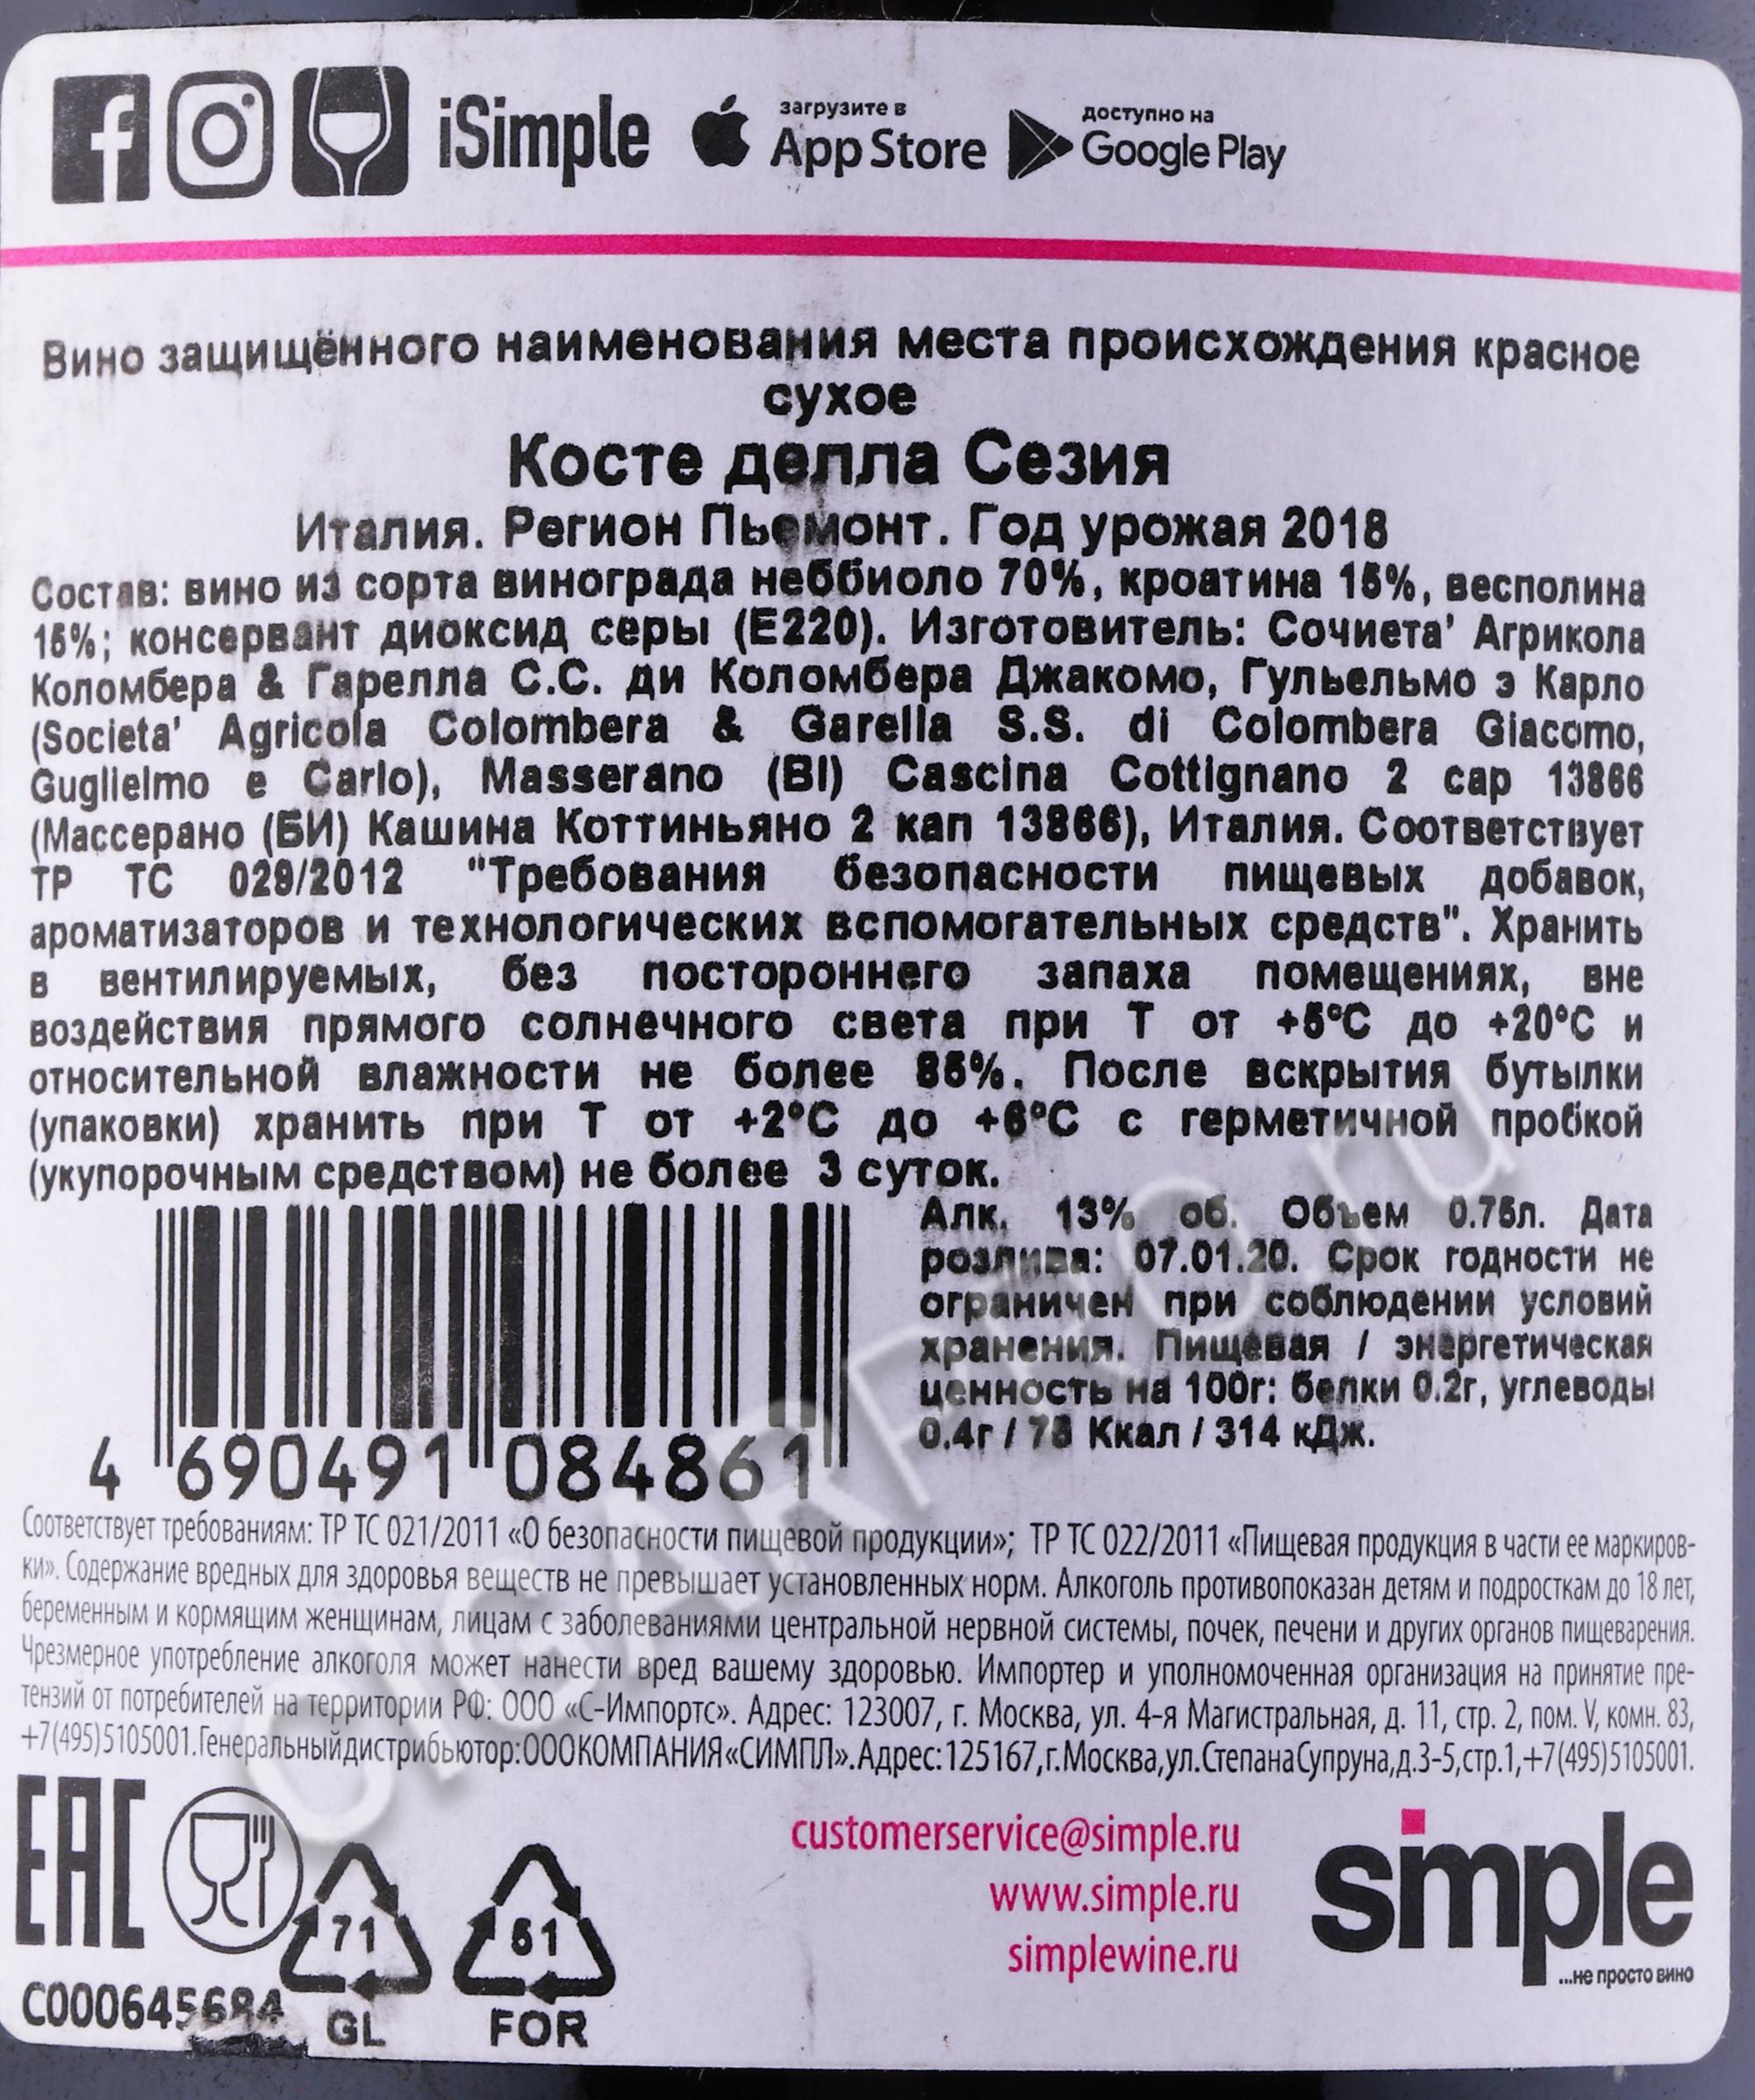 iSimple
загрузите в
App Store
доступно на
Google Play
Вино защищённого наименования места происхождения красное
сухое
Косте делла Сезия
Италия. Регион Пьемонт. Год урожая 2018
Состав: вино из сорта винограда неббиоло 70%, кроатина 15%, весполина
15%; консервант диоксид серы (Е220). Изготовитель: Сочиета' Агрикола
Коломбера & Гарелла С.С. ди Коломбера Джакомо, Гульельмо э Карло
(Societa' Agricola Colombera & Garella S.S. di Colombera Giacomo,
Guglielmo e Carlo), Masserano (BI) Cascina Cottignano 2 cap 13866
(Массерано (БИ) Кашина Коттиньяно 2 кап 13866), Италия. Соответствует
ТР ТС 029/2012 "Требования безопасности пищевых добавок,
ароматизаторов и технологических вспомогательных средств". Хранить
в вентилируемых, без постороннего запаха помещениях, вне
воздействия прямого солнечного света при Т от +5°С до +20°С и
относительной влажности не более 85%. После вскрытия бутылки
(упаковки) хранить при Т от +2°С до +6°С с герметичной пробкой
(укупорочным средством) не более 3 суток.
Алк. 13% об. Объем 0.75л. Дата
розлива: 07.01.20. Срок годности не
ограничен при соблюдении условий
хранения. Пищевая / энергетическая
ценность на 100г: белки 0.2г, углеводы
0.4г / 75 Ккал / 314 кДж.
4 690491 084861
Соответствует требованиям: ТР ТС 021/2011 «О безопасности пищевой продукции»; ТР ТС 022/2011 «Пищевая продукция в части ее маркиров-
ки». Содержание вредных для здоровья веществ не превышает установленных норм. Алкоголь противопоказан детям и подросткам до 18 лет,
беременным и кормящим женщинам, лицам с заболеваниями центральной нервной системы, почек, печени и других органов пищеварения.
Чрезмерное употребление алкоголя может нанести вред вашему здоровью. Импортер и уполномоченная организация на принятие пре-
тензий от потребителей на территории РФ: ООО «С-Импортс». Адрес: 123007, г. Москва, ул. 4-я Магистральная, д. 11, стр. 2, пом. V, комн. 83,
+7(495)5105001.Генеральный дистрибьютор: ООО КОМПАНИЯ «СИМПЛ». Адрес: 125167, г. Москва, ул. Степана Супруна, д. 3-5, стр. 1, +7(495)5105001.
EAC
71
GL
51
FOR
C000645684
customerservice@simple.ru
www.simple.ru
simplewine.ru
simple
...не просто вино
CIGARPRO.ru